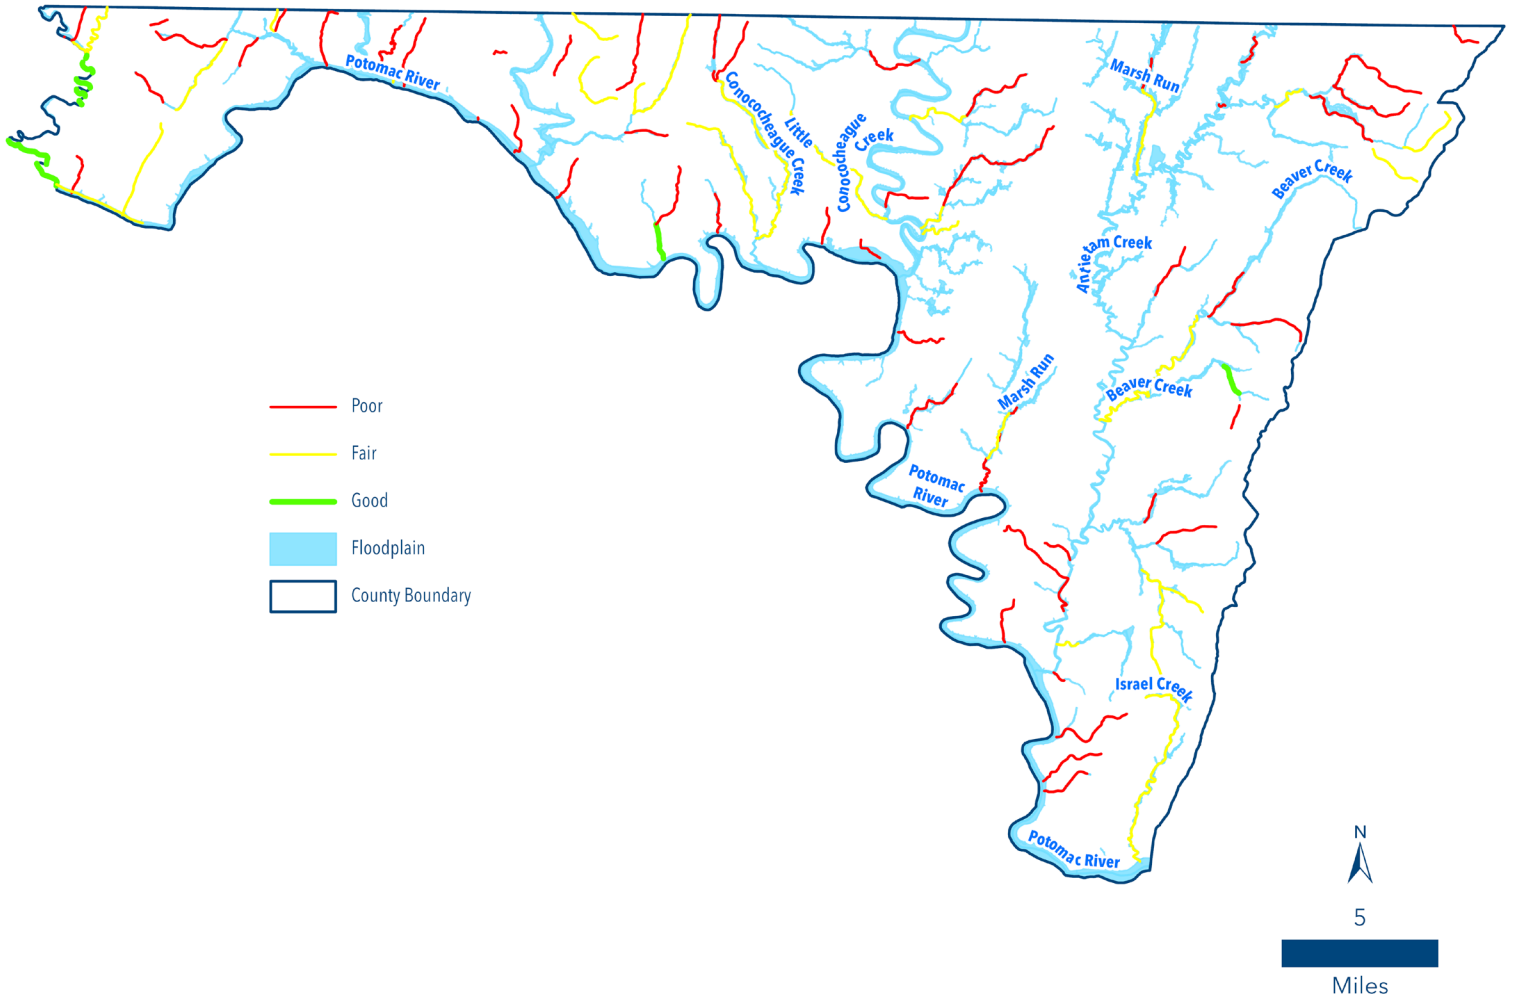 Potomac River
Conococheague Creek
Little
Conococheague
Creek
Marsh Run
Beaver Creek
Antietam Creek
Marsh Run
Beaver Creek
Potomac
River
Israel Creek
Potomac River
Poor
Fair
Good
Floodplain
County Boundary
N
5
Miles